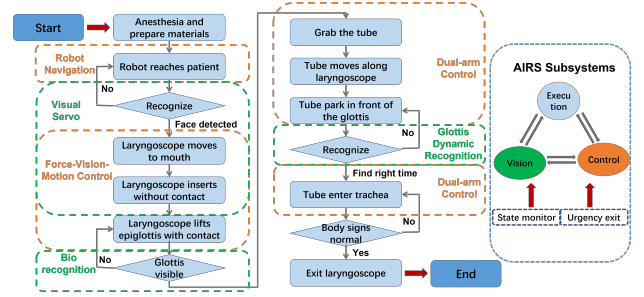 Start
Anesthesia and
prepare materials
Robot
Navigation
Robot reaches patient
No
Visual
Servo
Recognize
Face detected
Force-Vision-
Motion Control
Laryngoscope moves
to mouth
Laryngoscope inserts
without contact
Laryngoscope lifts
epiglottis with contact
Bio
recognition
No
Glottis
visible
Grab the tube
Dual-arm
Control
Tube moves along
laryngoscope
Tube park in front of
the glottis
No
Recognize
Glottis
Dynamic
Recognition
Find right time
Tube enter trachea
Dual-arm
Control
No
Body signs
normal
Yes
Exit laryngoscope
End
AIRS Subsystems
Execu
tion
Vision
Control
State monitor
Urgency exit